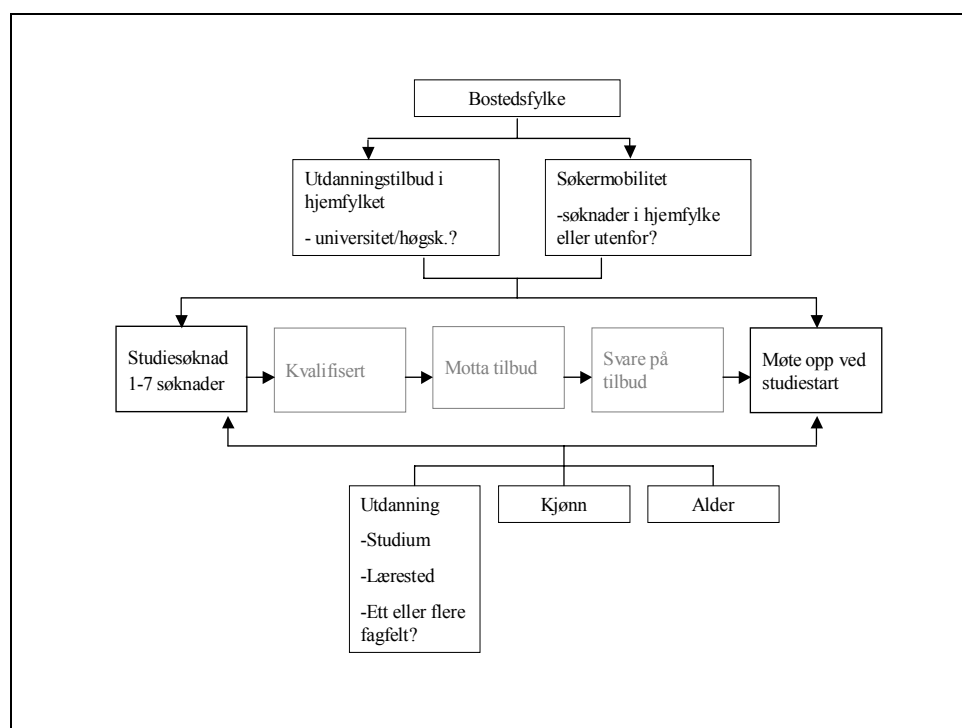 Bostedsfylke
Utdanningstilbud i
hjemfylket
- universitet/høgsk.?
Søkermobilitet
-søknader i hjemfylke
eller utenfor?
Studiesøknad
1-7 søknader
Kvalifisert
Motta tilbud
Svare på
tilbud
Møte opp ved
studiestart
Utdanning
-Studium
-Lærested
-Ett eller flere
fagfelt?
Kjønn
Alder